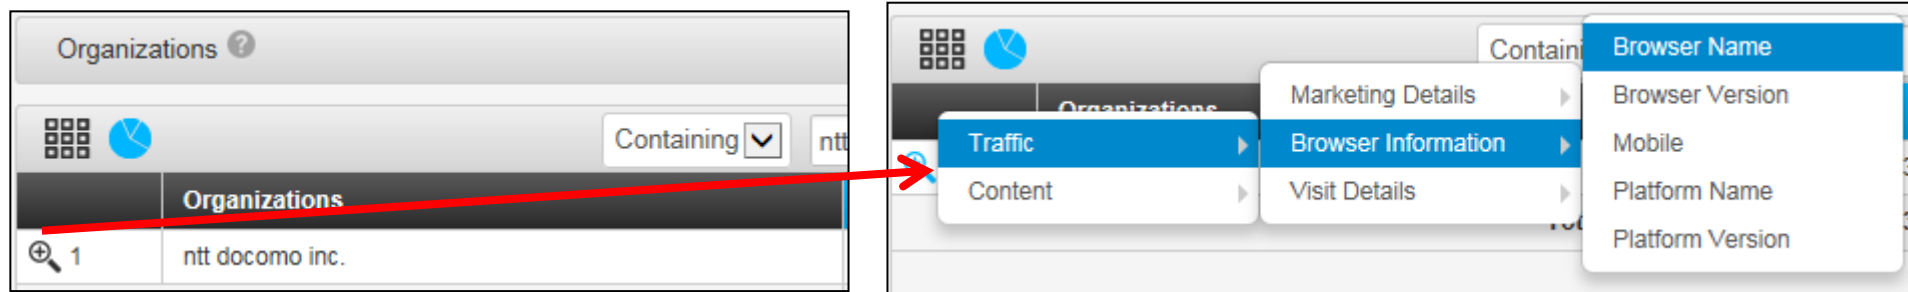 Organizations ?
Containing
ntt
Organizations
1
ntt docomo inc.
Containi
Organizations
Traffic
Content
Marketing Details
Browser Information
Visit Details
Browser Name
Browser Version
Mobile
Platform Name
Platform Version